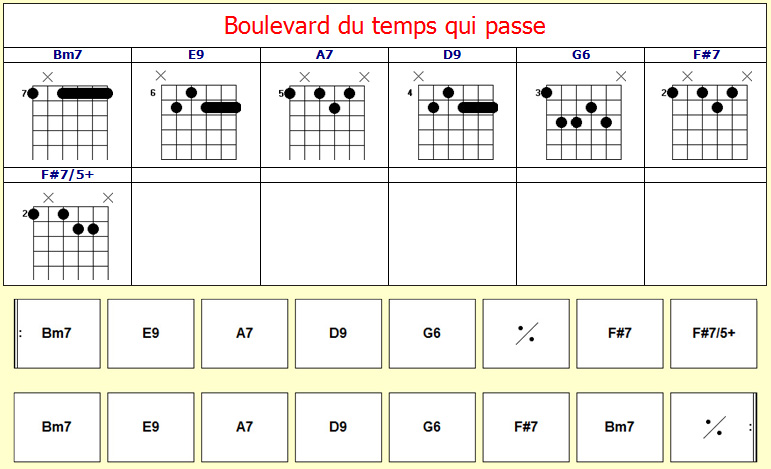 Boulevard du temps qui passe
Bm7 E9 A7 D9 G6 F#7
7 6 5 4 3 2
F#7/5+
2
Bm7 E9 A7 D9 G6 % F#7 F#7/5+
Bm7 E9 A7 D9 G6 F#7 Bm7 %